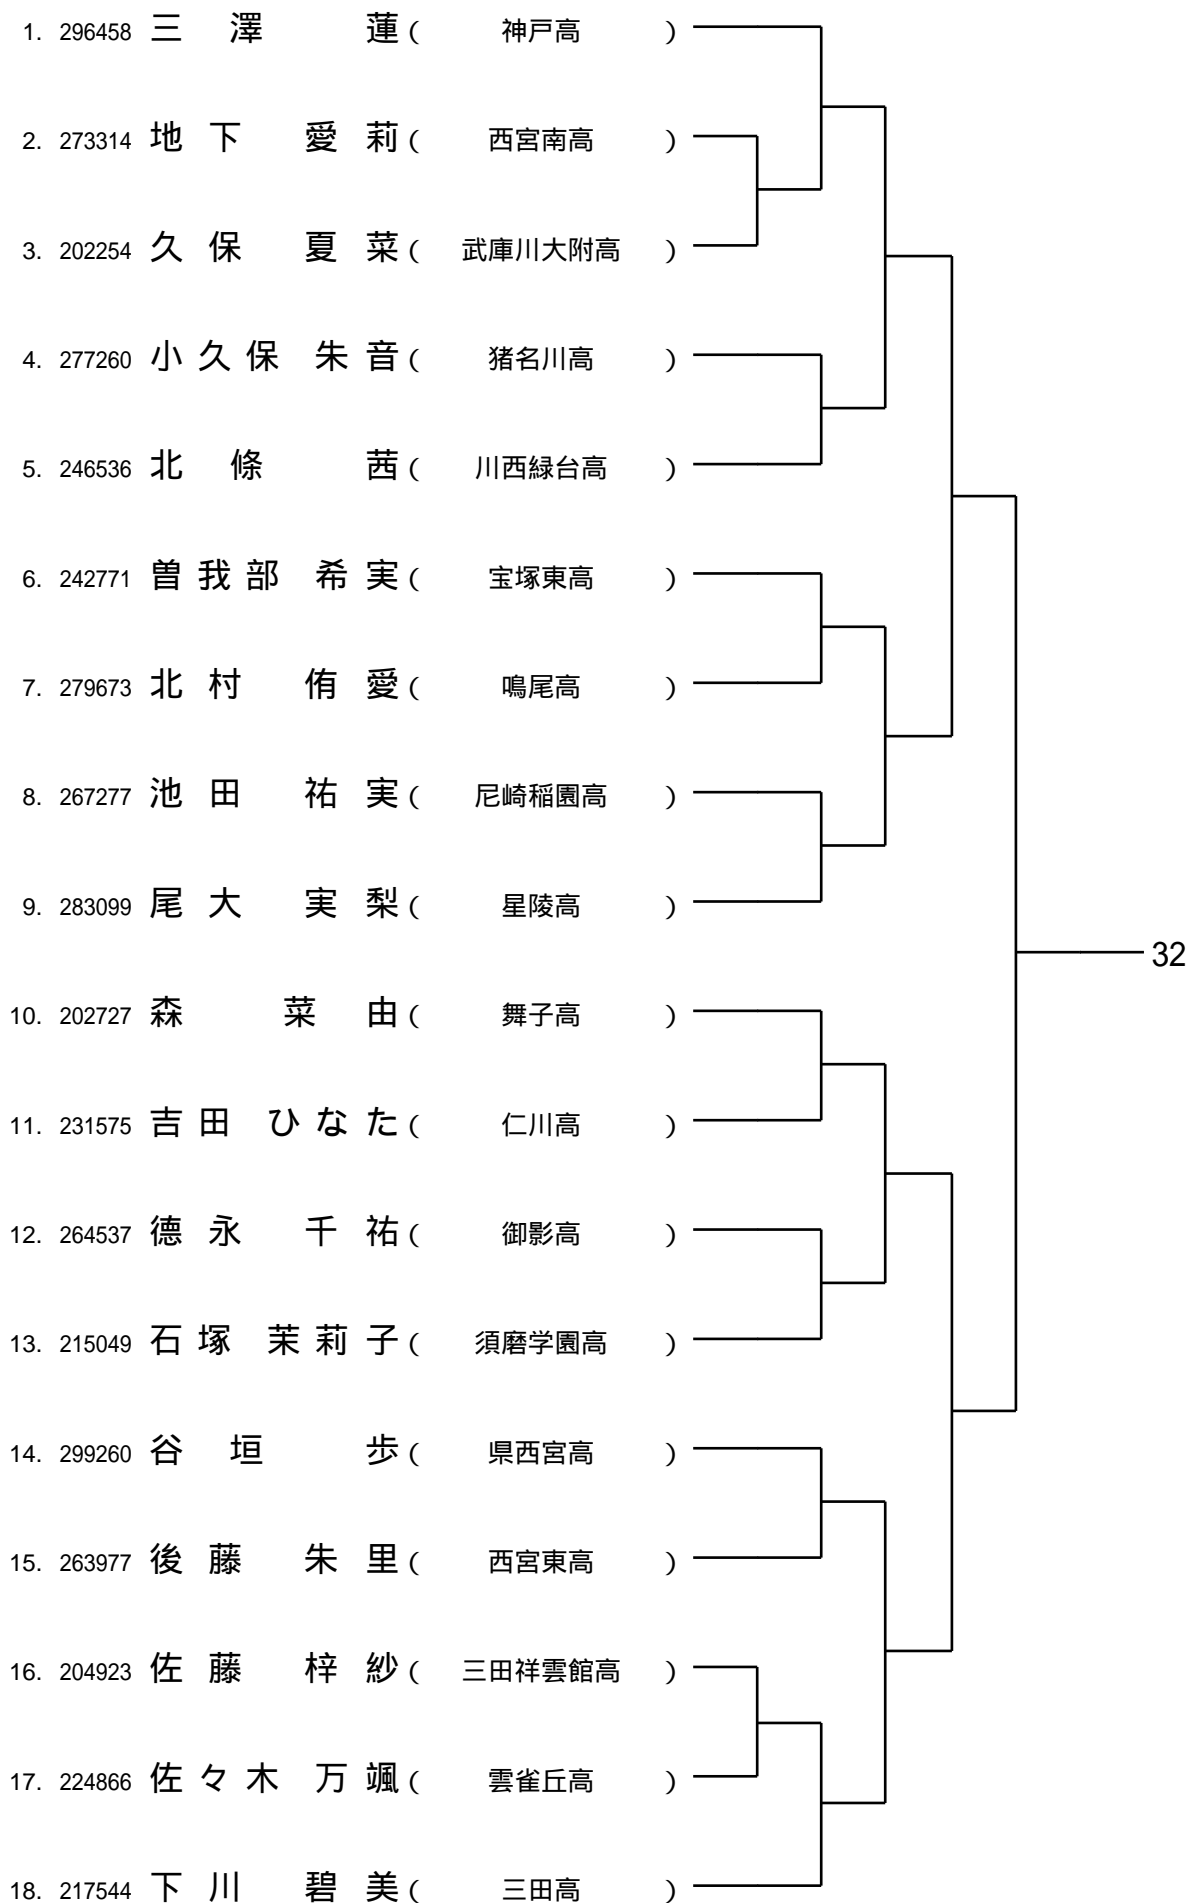 1. 296458 三澤 蓮 ( 神戸高 )
2. 273314 地下 愛莉 ( 西宮南高 )
3. 202254 久保 夏菜 ( 武庫川大附高 )
4. 277260 小久保 朱音 ( 猪名川高 )
5. 246536 北條 茜 ( 川西緑台高 )
6. 242771 曽我部 希実 ( 宝塚東高 )
7. 279673 北村 侑愛 ( 鳴尾高 )
8. 267277 池田 祐実 ( 尼崎稲園高 )
9. 283099 尾大 実梨 ( 星陵高 )
32
10. 202727 森 菜由 ( 舞子高 )
11. 231575 吉田 ひなた ( 仁川高 )
12. 264537 德永 千祐 ( 御影高 )
13. 215049 石塚 茉莉子 ( 須磨学園高 )
14. 299260 谷垣 歩 ( 県西宮高 )
15. 263977 後藤 朱里 ( 西宮東高 )
16. 204923 佐藤 梓紗 ( 三田祥雲館高 )
17. 224866 佐々木 万颯 ( 雲雀丘高 )
18. 217544 下川 碧美 ( 三田高 )